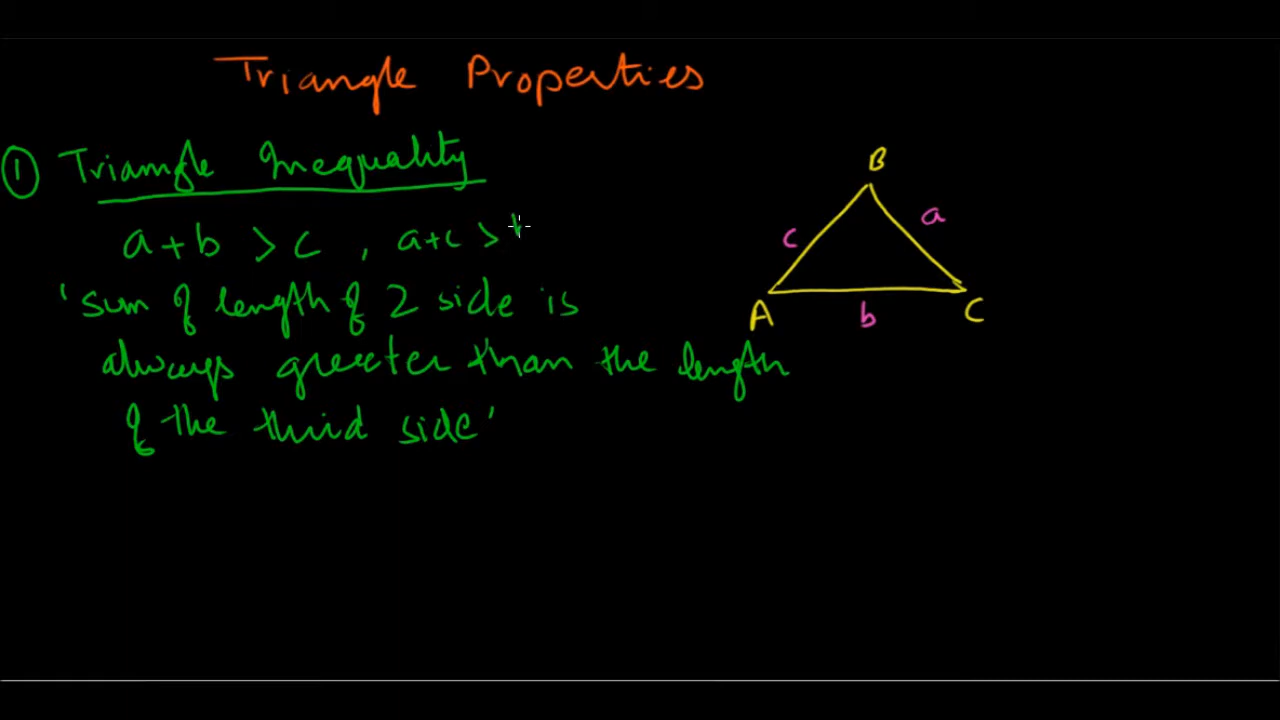 Triangle Properties
① Triangle Inequality
a+b > c , a+c >
'sum of length of 2 side is
always greater than the length
of the third side'
B
c
a
A
b
C